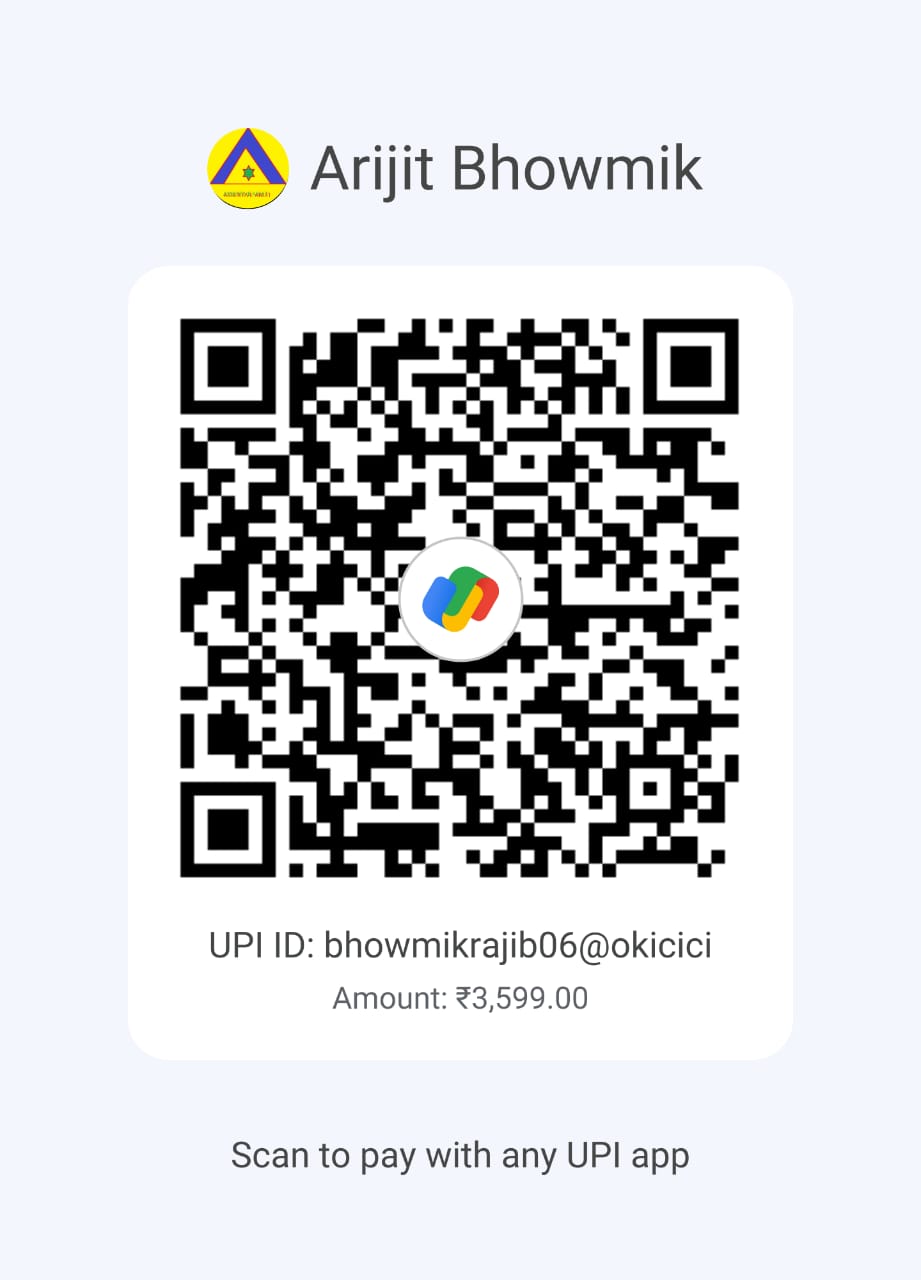 Arijit Bhowmik
UPI ID: bhowmikrajib06@okicici
Amount: ₹3,599.00
Scan to pay with any UPI app